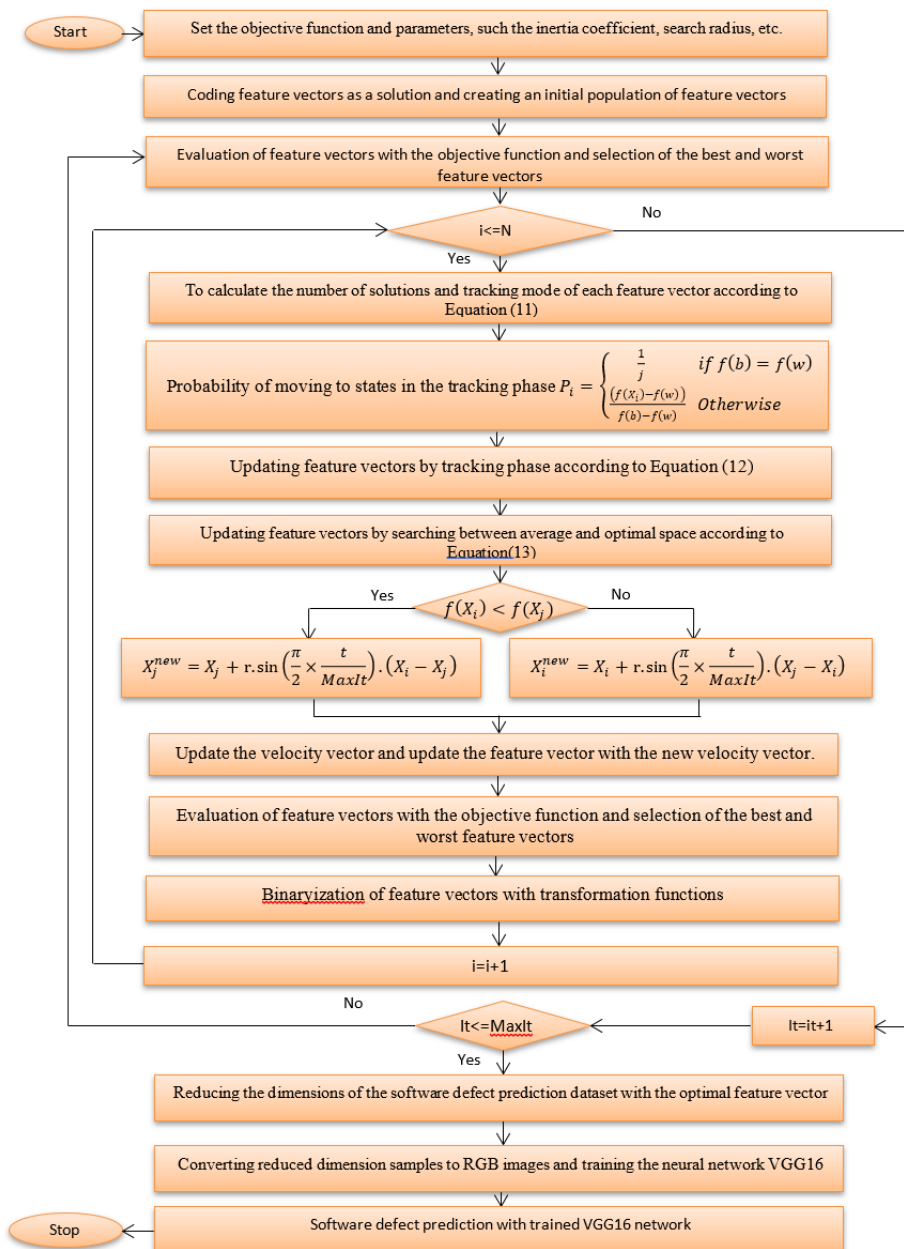 Start
Set the objective function and parameters, such the inertia coefficient, search radius, etc.
Coding feature vectors as a solution and creating an initial population of feature vectors
Evaluation of feature vectors with the objective function and selection of the best and worst
feature vectors
i<=N
No
Yes
To calculate the number of solutions and tracking mode of each feature vector according to
Equation (11)
Probability of moving to states in the tracking phase P_i = { 1/j if f(b) = f(w)
(f(X_i)−f(w))/f(b)−f(w) Otherwise
Updating feature vectors by tracking phase according to Equation (12)
Updating feature vectors by searching between average and optimal space according to
Equation(13)
Yes
f(X_i) < f(X_j)
No
X_j^new = X_j + r.sin(π/2 × t/MaxIt).(X_i − X_j)
X_i^new = X_i + r.sin(π/2 × t/MaxIt).(X_j − X_i)
Update the velocity vector and update the feature vector with the new velocity vector.
Evaluation of feature vectors with the objective function and selection of the best and
worst feature vectors
Binaryization of feature vectors with transformation functions
i=i+1
No
It<=MaxIt
It=it+1
Yes
Reducing the dimensions of the software defect prediction dataset with the optimal feature vector
Converting reduced dimension samples to RGB images and training the neural network VGG16
Stop
Software defect prediction with trained VGG16 network